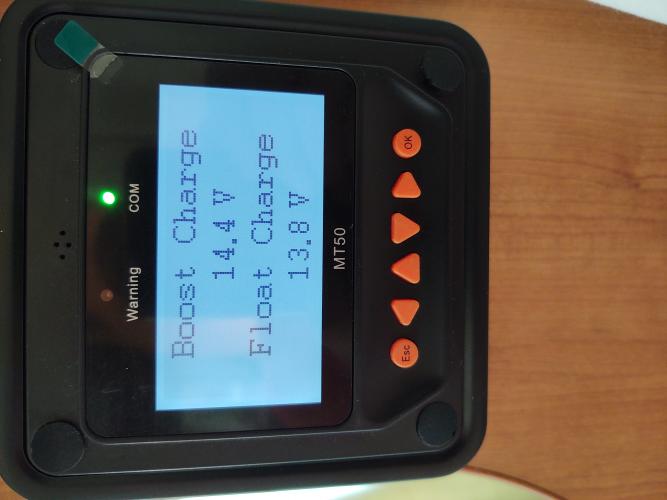 Warning
COM
Boost Charge
14.4 V
Float Charge
13.8 V
MT50
Esc
OK